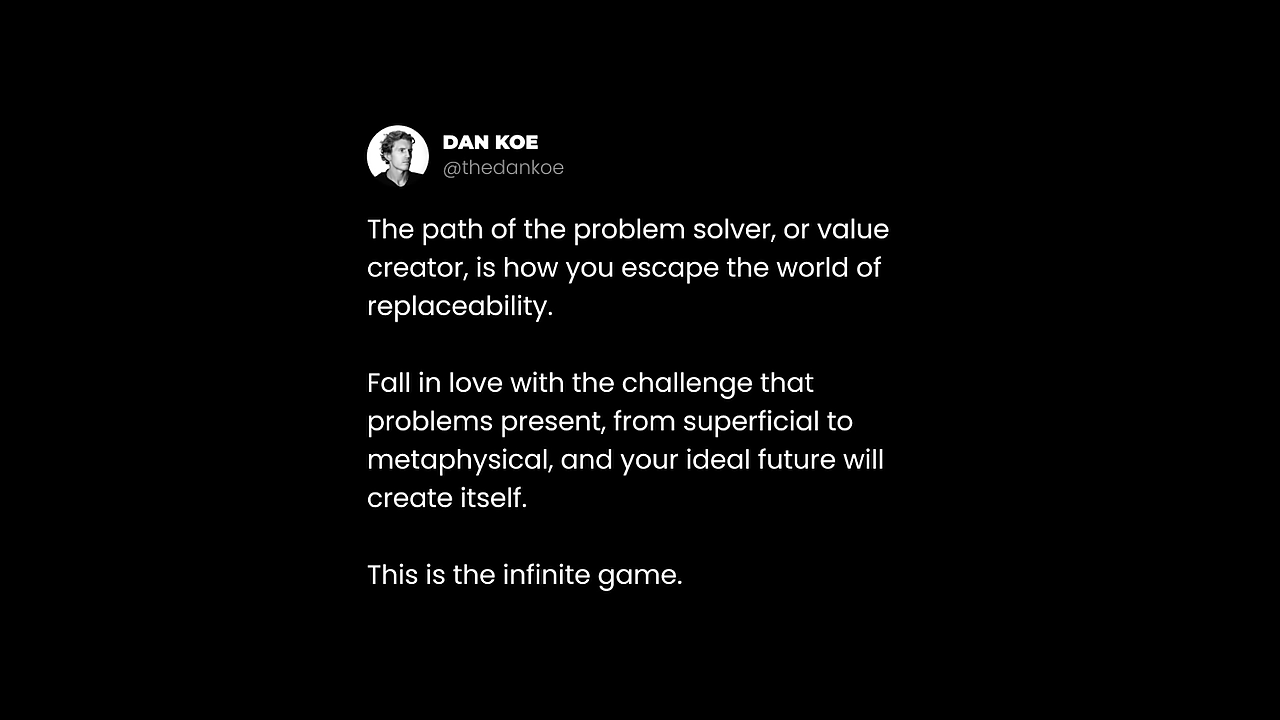 DAN KOE
@thedankoe
The path of the problem solver, or value
creator, is how you escape the world of
replaceability.
Fall in love with the challenge that
problems present, from superficial to
metaphysical, and your ideal future will
create itself.
This is the infinite game.